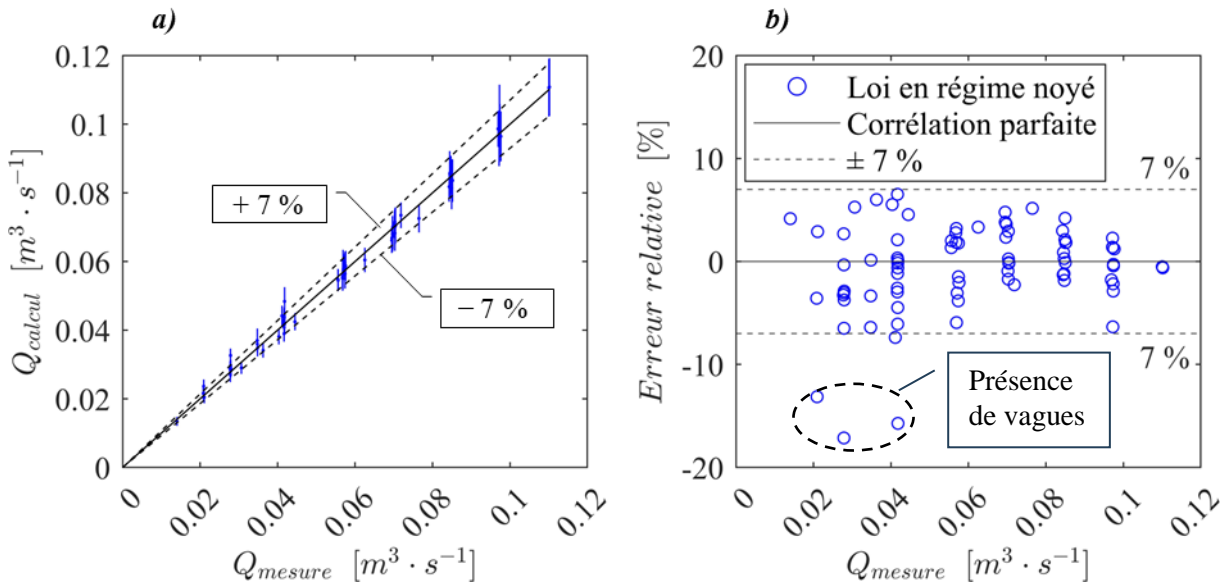 a)
0.12
0.1
0.08
0.06
0.04
0.02
0
Q_calcul [m³ · s⁻¹]
+ 7 %
− 7 %
0
0.02
0.04
0.06
0.08
0.1
0.12
Q_mesure [m³ · s⁻¹]
b)
20
10
0
-10
-20
Erreur relative [%]
Loi en régime noyé
Corrélation parfaite
± 7 %
7 %
7 %
Présence
de vagues
0
0.02
0.04
0.06
0.08
0.1
0.12
Q_mesure [m³ · s⁻¹]